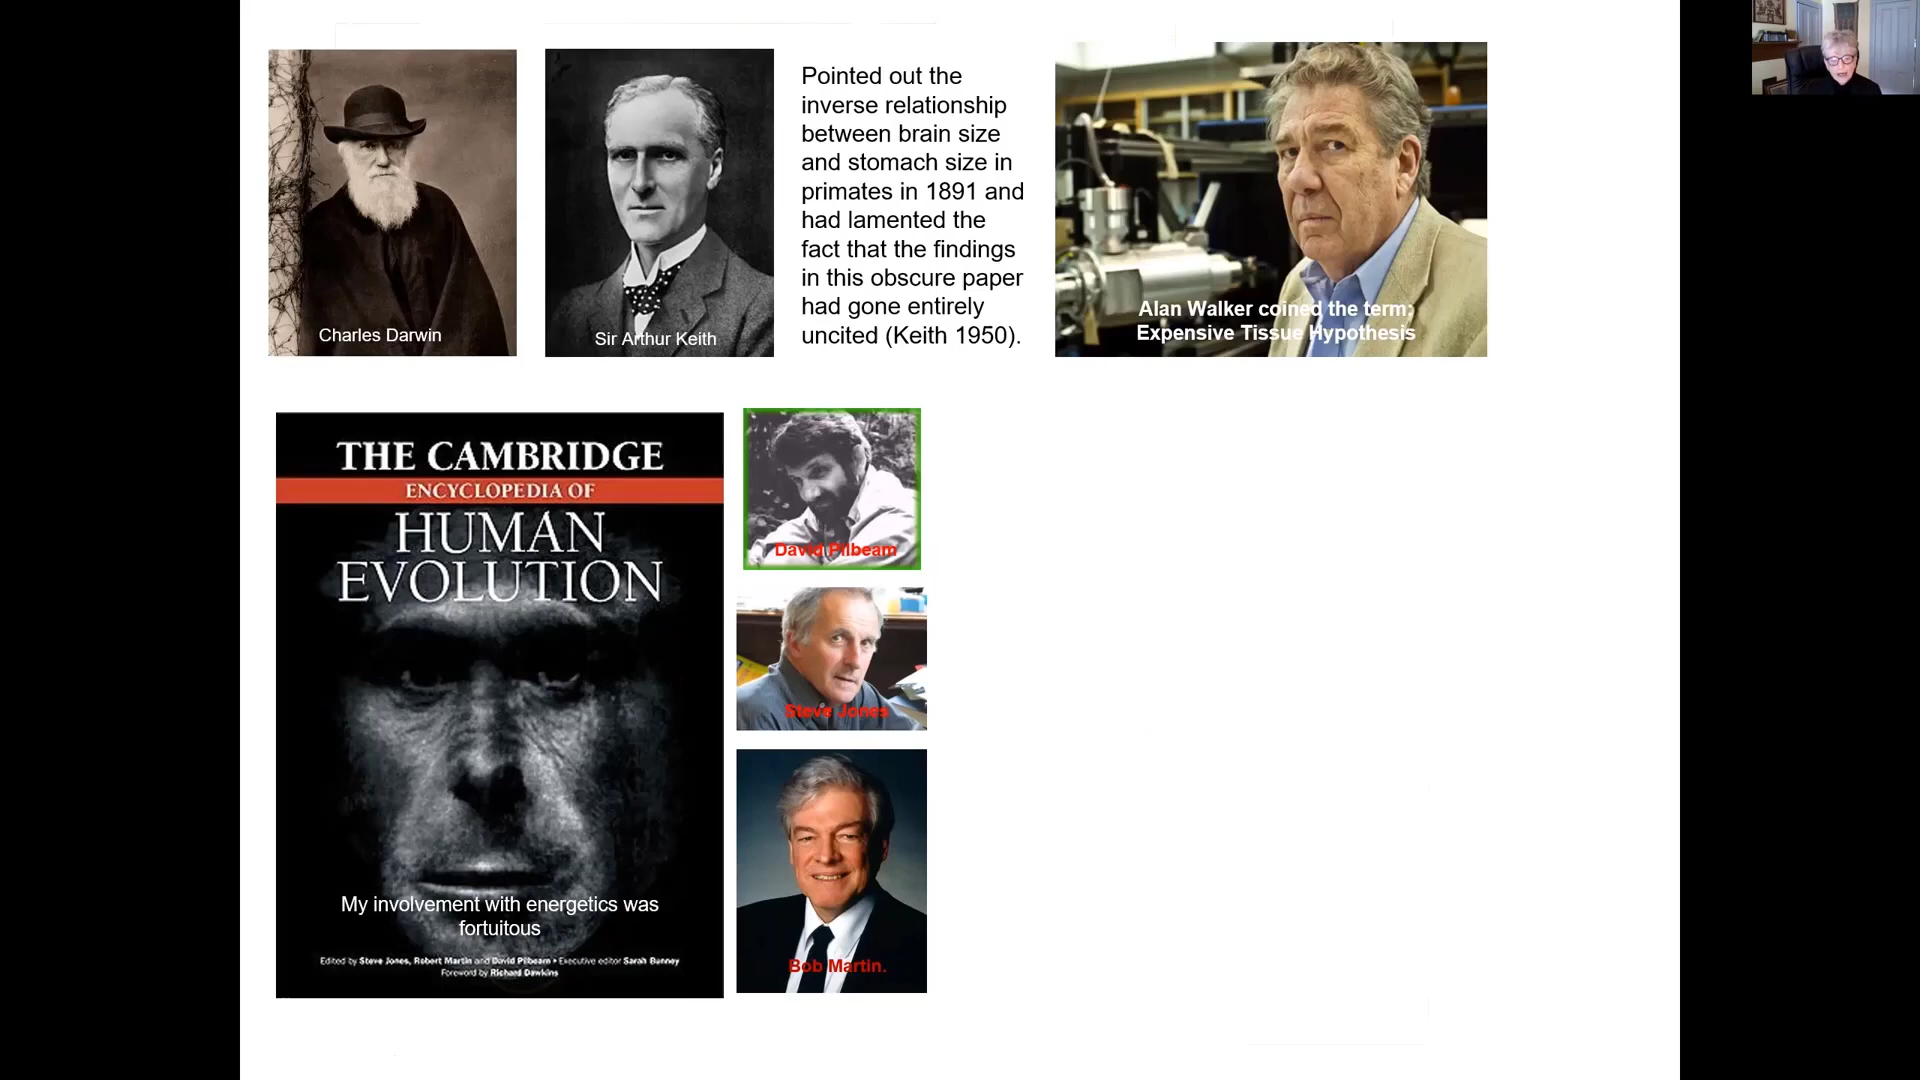 Charles Darwin
Sir Arthur Keith
Pointed out the
inverse relationship
between brain size
and stomach size in
primates in 1891 and
had lamented the
fact that the findings
in this obscure paper
had gone entirely
uncited (Keith 1950).
Alan Walker coined the term:
Expensive Tissue Hypothesis
THE CAMBRIDGE
ENCYCLOPEDIA OF
HUMAN
EVOLUTION
My involvement with energetics was
fortuitous
Edited by Steve Jones, Robert Martin and David Pilbeam • Executive editor Sarah Bunney
Foreword by Richard Dawkins
David Pilbeam
Steve Jones
Bob Martin.